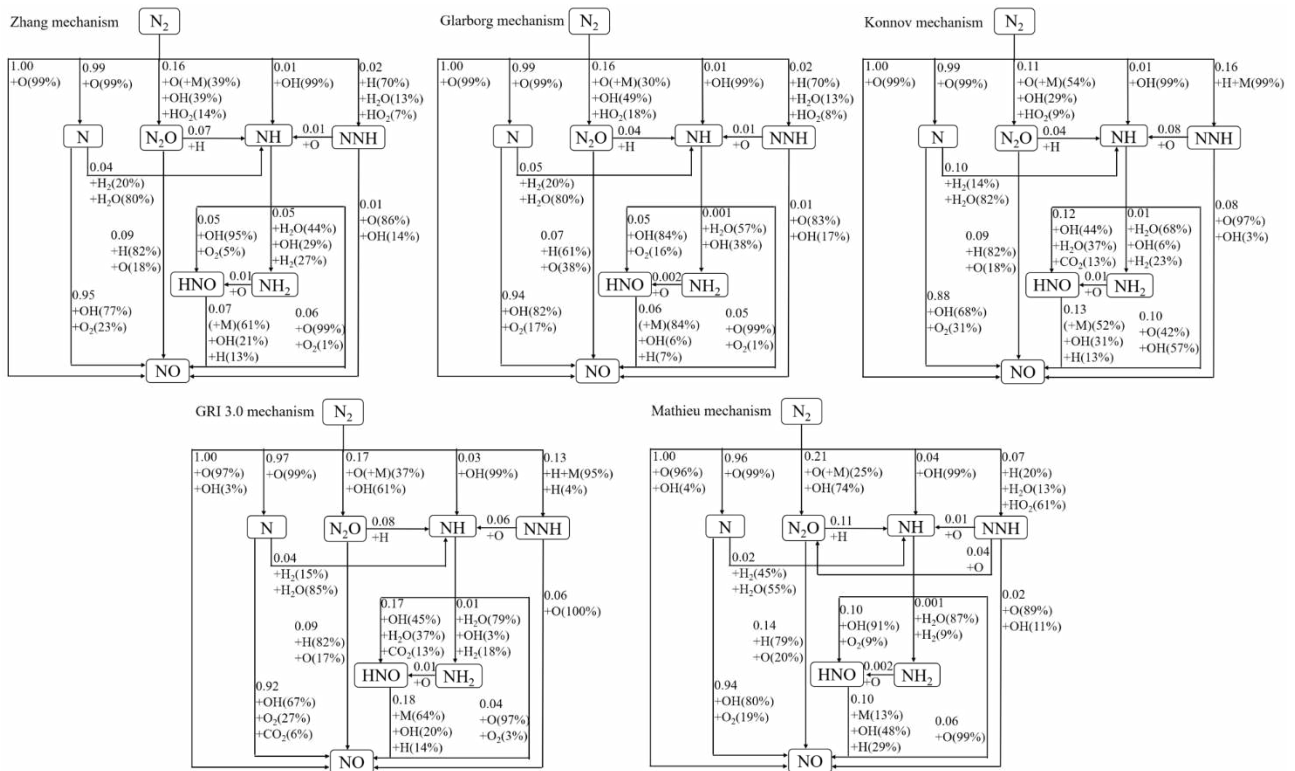 Zhang mechanism
N₂
1.00
+O(99%)
0.99
+O(99%)
0.16
+O(+M)(39%)
+OH(39%)
+HO₂(14%)
0.01
+OH(99%)
0.02
+H(70%)
+H₂O(13%)
+HO₂(7%)
N
N₂O
0.07
+H
NH
0.01
+O
NNH
0.04
+H₂(20%)
+H₂O(80%)
0.09
+H(82%)
+O(18%)
0.05
+OH(95%)
+O₂(5%)
0.05
+H₂O(44%)
+OH(29%)
+H₂(27%)
0.01
+O(86%)
+OH(14%)
HNO
0.01
+O
NH₂
0.95
+OH(77%)
+O₂(23%)
0.07
(+M)(61%)
+OH(21%)
+H(13%)
0.06
+O(99%)
+O₂(1%)
NO
Glarborg mechanism
N₂
1.00
+O(99%)
0.99
+O(99%)
0.16
+O(+M)(30%)
+OH(49%)
+HO₂(18%)
0.01
+OH(99%)
0.02
+H(70%)
+H₂O(13%)
+HO₂(8%)
N
N₂O
0.04
+H
NH
0.01
+O
NNH
0.05
+H₂(20%)
+H₂O(80%)
0.07
+H(61%)
+O(38%)
0.05
+OH(84%)
+O₂(16%)
0.001
+H₂O(57%)
+OH(38%)
0.01
+O(83%)
+OH(17%)
HNO
0.002
+O
NH₂
0.94
+OH(82%)
+O₂(17%)
0.06
(+M)(84%)
+OH(6%)
+H(7%)
0.05
+O(99%)
+O₂(1%)
NO
Konnov mechanism
N₂
1.00
+O(99%)
0.99
+O(99%)
0.11
+O(+M)(54%)
+OH(29%)
+HO₂(9%)
0.01
+OH(99%)
0.16
+H+M(99%)
N
N₂O
0.04
+H
NH
0.08
+O
NNH
0.10
+H₂(14%)
+H₂O(82%)
0.09
+H(82%)
+O(18%)
0.12
+OH(44%)
+H₂O(37%)
+CO₂(13%)
0.01
+H₂O(68%)
+OH(6%)
+H₂(23%)
0.08
+O(97%)
+OH(3%)
HNO
0.01
+O
NH₂
0.88
+OH(68%)
+O₂(31%)
0.13
(+M)(52%)
+OH(31%)
+H(13%)
0.10
+O(42%)
+OH(57%)
NO
GRI 3.0 mechanism
N₂
1.00
+O(97%)
+OH(3%)
0.97
+O(99%)
0.17
+O(+M)(37%)
+OH(61%)
0.03
+OH(99%)
0.13
+H+M(95%)
+H(4%)
N
N₂O
0.08
+H
NH
0.06
+O
NNH
0.04
+H₂(15%)
+H₂O(85%)
0.09
+H(82%)
+O(17%)
0.17
+OH(45%)
+H₂O(37%)
+CO₂(13%)
0.01
+H₂O(79%)
+OH(3%)
+H₂(18%)
0.06
+O(100%)
HNO
0.01
+O
NH₂
0.92
+OH(67%)
+O₂(27%)
+CO₂(6%)
0.18
+M(64%)
+OH(20%)
+H(14%)
0.04
+O(97%)
+O₂(3%)
NO
Mathieu mechanism
N₂
1.00
+O(96%)
+OH(4%)
0.96
+O(99%)
0.21
+O(+M)(25%)
+OH(74%)
0.04
+OH(99%)
0.07
+H(20%)
+H₂O(13%)
+HO₂(61%)
N
N₂O
0.11
+H
NH
0.01
+O
NNH
0.04
+O
0.02
+H₂(45%)
+H₂O(55%)
0.14
+H(79%)
+O(20%)
0.10
+OH(91%)
+O₂(9%)
0.001
+H₂O(87%)
+H₂(9%)
0.02
+O(89%)
+OH(11%)
HNO
0.002
+O
NH₂
0.94
+OH(80%)
+O₂(19%)
0.10
+M(13%)
+OH(48%)
+H(29%)
0.06
+O(99%)
NO